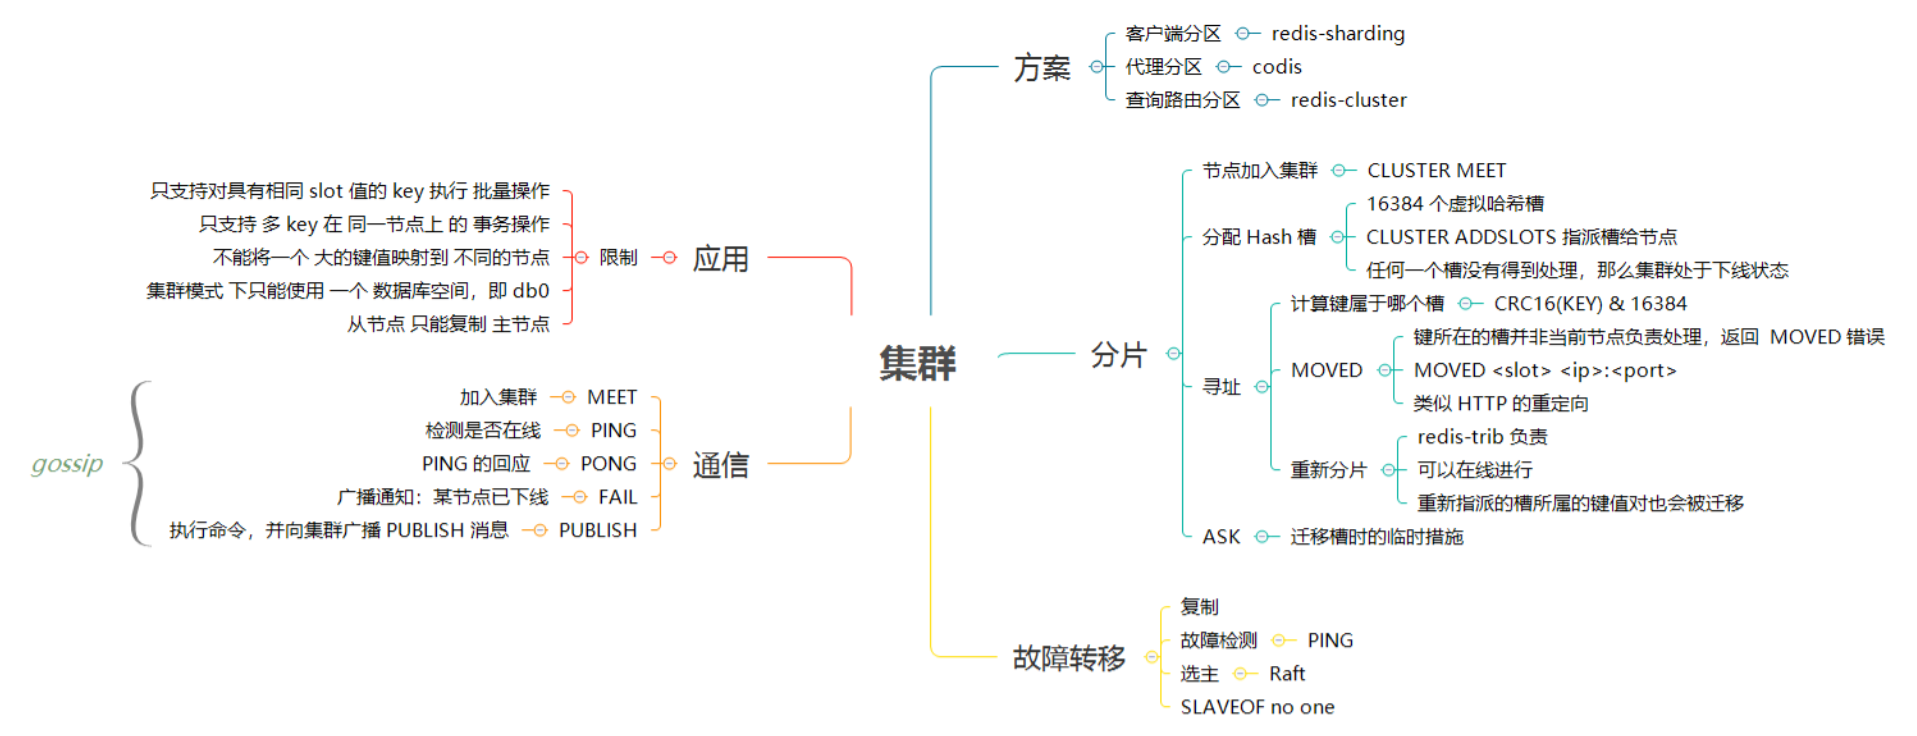 集群
方案
客户端分区
redis-sharding
代理分区
codis
查询路由分区
redis-cluster
分片
节点加入集群
CLUSTER MEET
分配 Hash 槽
16384 个虚拟哈希槽
CLUSTER ADDSLOTS 指派槽给节点
任何一个槽没有得到处理，那么集群处于下线状态
寻址
计算键属于哪个槽
CRC16(KEY) & 16384
MOVED
键所在的槽并非当前节点负责处理，返回 MOVED 错误
MOVED <slot> <ip>:<port>
类似 HTTP 的重定向
重新分片
redis-trib 负责
可以在线进行
重新指派的槽所属的键值对也会被迁移
ASK
迁移槽时的临时措施
故障转移
复制
故障检测
PING
选主
Raft
SLAVEOF no one
应用
限制
只支持对具有相同 slot 值的 key 执行 批量操作
只支持 多 key 在 同一节点上 的 事务操作
不能将一个 大的键值映射到 不同的节点
集群模式 下只能使用 一个 数据库空间，即 db0
从节点 只能复制 主节点
通信
MEET
加入集群
PING
检测是否在线
PONG
PING 的回应
FAIL
广播通知：某节点已下线
PUBLISH
执行命令，并向集群广播 PUBLISH 消息
gossip